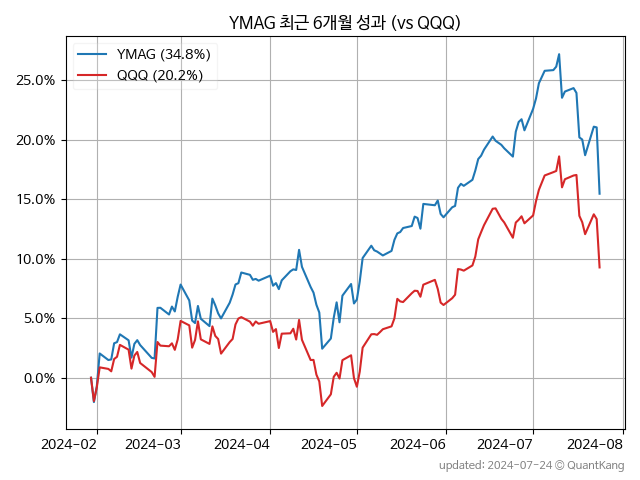 YMAG 최근 6개월 성과 (vs QQQ)
YMAG (34.8%)
QQQ (20.2%)
25.0%
20.0%
15.0%
10.0%
5.0%
0.0%
2024-02 2024-03 2024-04 2024-05 2024-06 2024-07 2024-08
updated: 2024-07-24 © QuantKang